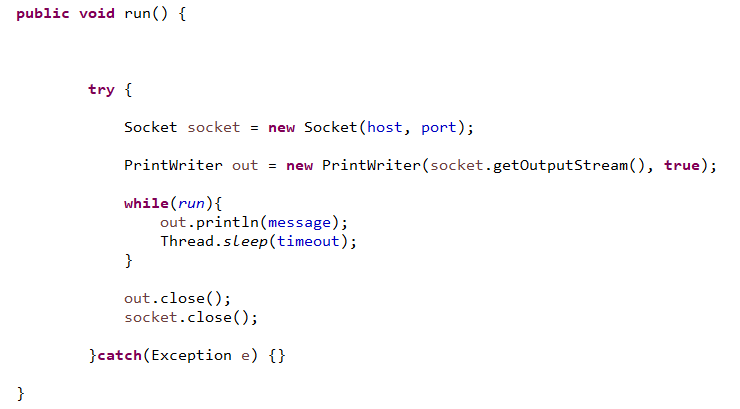 public void run() {
try {
Socket socket = new Socket(host, port);
PrintWriter out = new PrintWriter(socket.getOutputStream(), true);
while(run){
out.println(message);
Thread.sleep(timeout);
}
out.close();
socket.close();
}catch(Exception e) {}
}